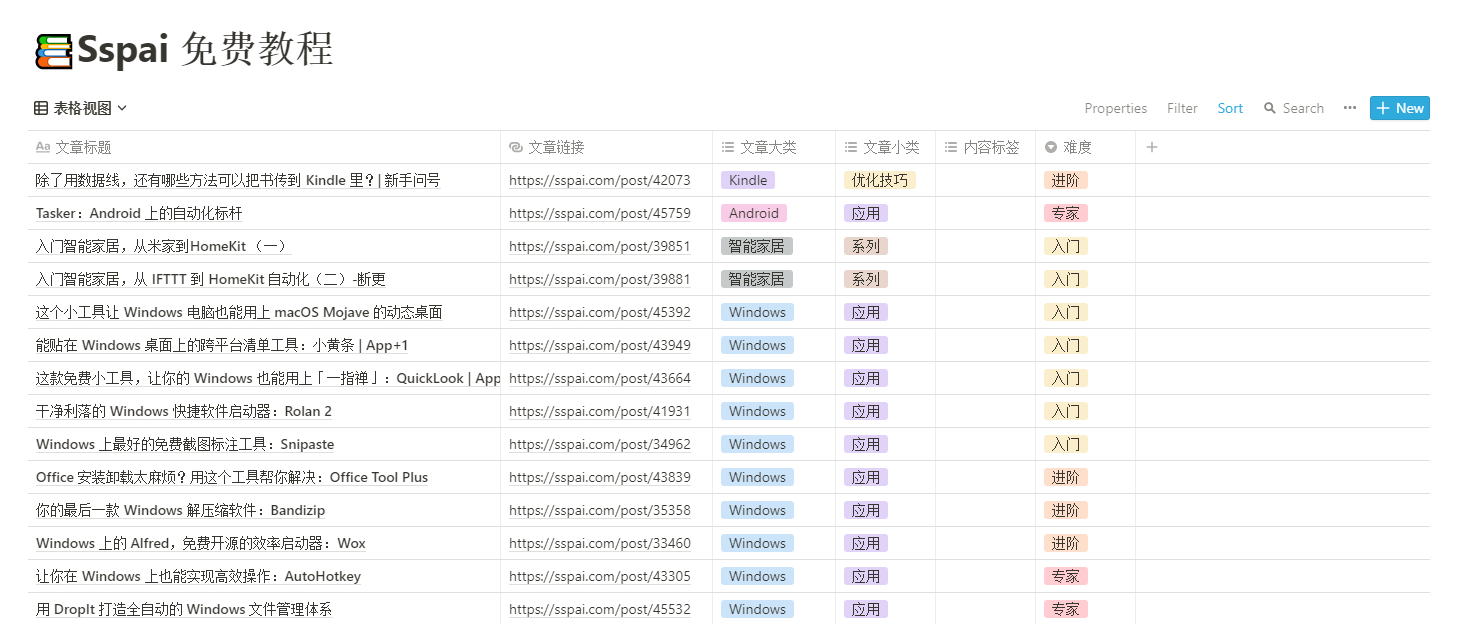 Sspai 免费教程
表格视图 Properties Filter Sort Search ··· + New
Aa 文章标题 文章链接 文章大类 文章小类 内容标签 难度 +
除了用数据线，还有哪些方法可以把书传到 Kindle 里？| 新手问号 https://sspai.com/post/42073 Kindle 优化技巧 进阶
Tasker：Android 上的自动化标杆 https://sspai.com/post/45759 Android 应用 专家
入门智能家居，从米家到HomeKit （一） https://sspai.com/post/39851 智能家居 系列 入门
入门智能家居，从 IFTTT 到 HomeKit 自动化（二）-断更 https://sspai.com/post/39881 智能家居 系列 入门
这个小工具让 Windows 电脑也能用上 macOS Mojave 的动态桌面 https://sspai.com/post/45392 Windows 应用 入门
能贴在 Windows 桌面上的跨平台清单工具：小黄条 | App+1 https://sspai.com/post/43949 Windows 应用 入门
这款免费小工具，让你的 Windows 也能用上「一指禅」：QuickLook | App https://sspai.com/post/43664 Windows 应用 入门
干净利落的 Windows 快捷软件启动器：Rolan 2 https://sspai.com/post/41931 Windows 应用 入门
Windows 上最好的免费截图标注工具：Snipaste https://sspai.com/post/34962 Windows 应用 入门
Office 安装卸载太麻烦？用这个工具帮你解决：Office Tool Plus https://sspai.com/post/43839 Windows 应用 进阶
你的最后一款 Windows 解压缩软件：Bandizip https://sspai.com/post/35358 Windows 应用 进阶
Windows 上的 Alfred，免费开源的效率启动器：Wox https://sspai.com/post/33460 Windows 应用 进阶
让你在 Windows 上也能实现高效操作：AutoHotkey https://sspai.com/post/43305 Windows 应用 专家
用 DropIt 打造全自动的 Windows 文件管理体系 https://sspai.com/post/45532 Windows 应用 专家